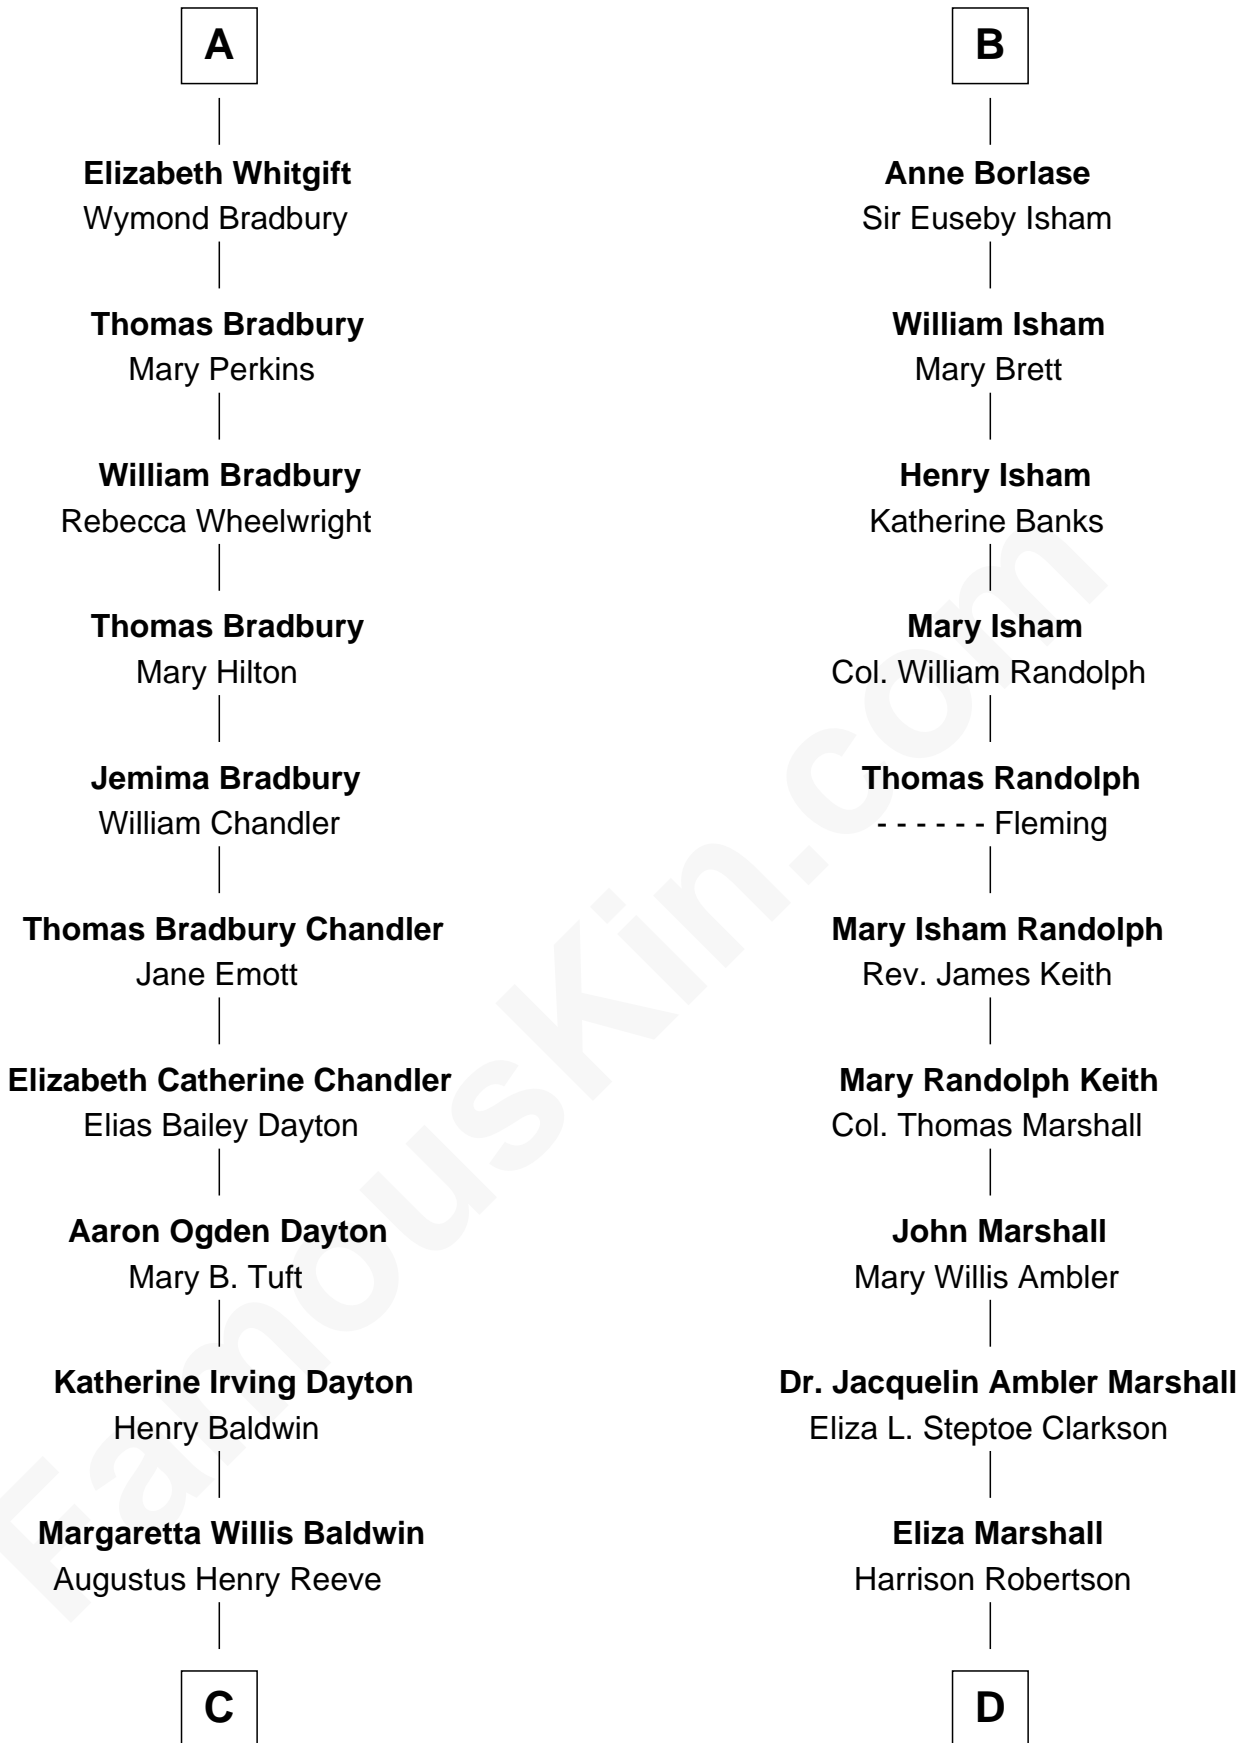 A
Elizabeth Whitgift
Wymond Bradbury
Thomas Bradbury
Mary Perkins
William Bradbury
Rebecca Wheelwright
Thomas Bradbury
Mary Hilton
Jemima Bradbury
William Chandler
Thomas Bradbury Chandler
Jane Emott
Elizabeth Catherine Chandler
Elias Bailey Dayton
Aaron Ogden Dayton
Mary B. Tuft
Katherine Irving Dayton
Henry Baldwin
Margaretta Willis Baldwin
Augustus Henry Reeve
C
B
Anne Borlase
Sir Euseby Isham
William Isham
Mary Brett
Henry Isham
Katherine Banks
Mary Isham
Col. William Randolph
Thomas Randolph
- - - - - - Fleming
Mary Isham Randolph
Rev. James Keith
Mary Randolph Keith
Col. Thomas Marshall
John Marshall
Mary Willis Ambler
Dr. Jacquelin Ambler Marshall
Eliza L. Steptoe Clarkson
Eliza Marshall
Harrison Robertson
D
FamousKin.com